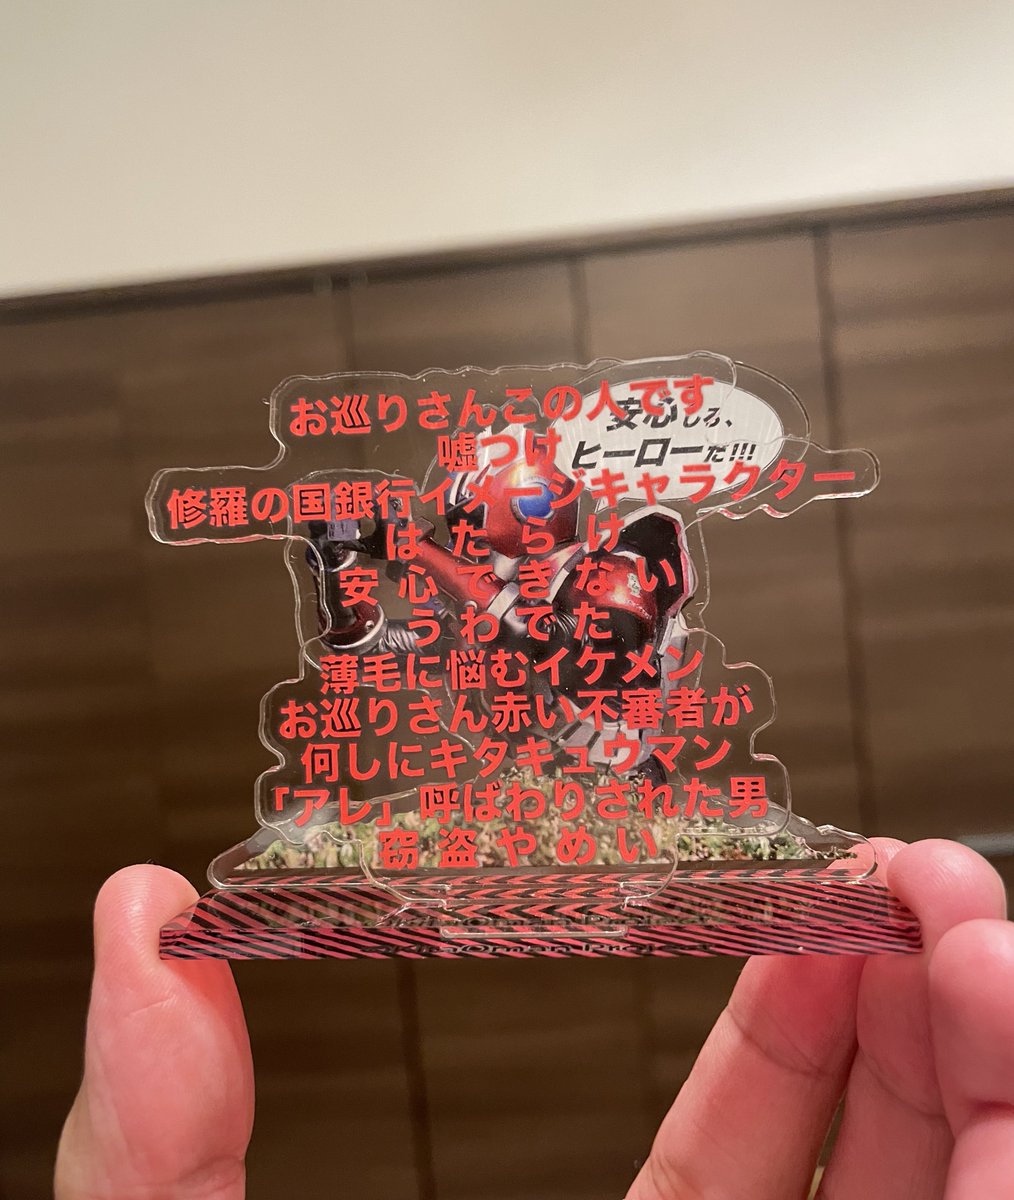 お巡りさんこの人です
安心しろ、
ヒーローだ!!!
嘘つけ
修羅の国銀行イメージキャラクター
はたらけ
安心できない
うわでた
薄毛に悩むイケメン
お巡りさん赤い不審者が
何しにキタキュウマン
「アレ」呼ばわりされた男
窃盗やめい